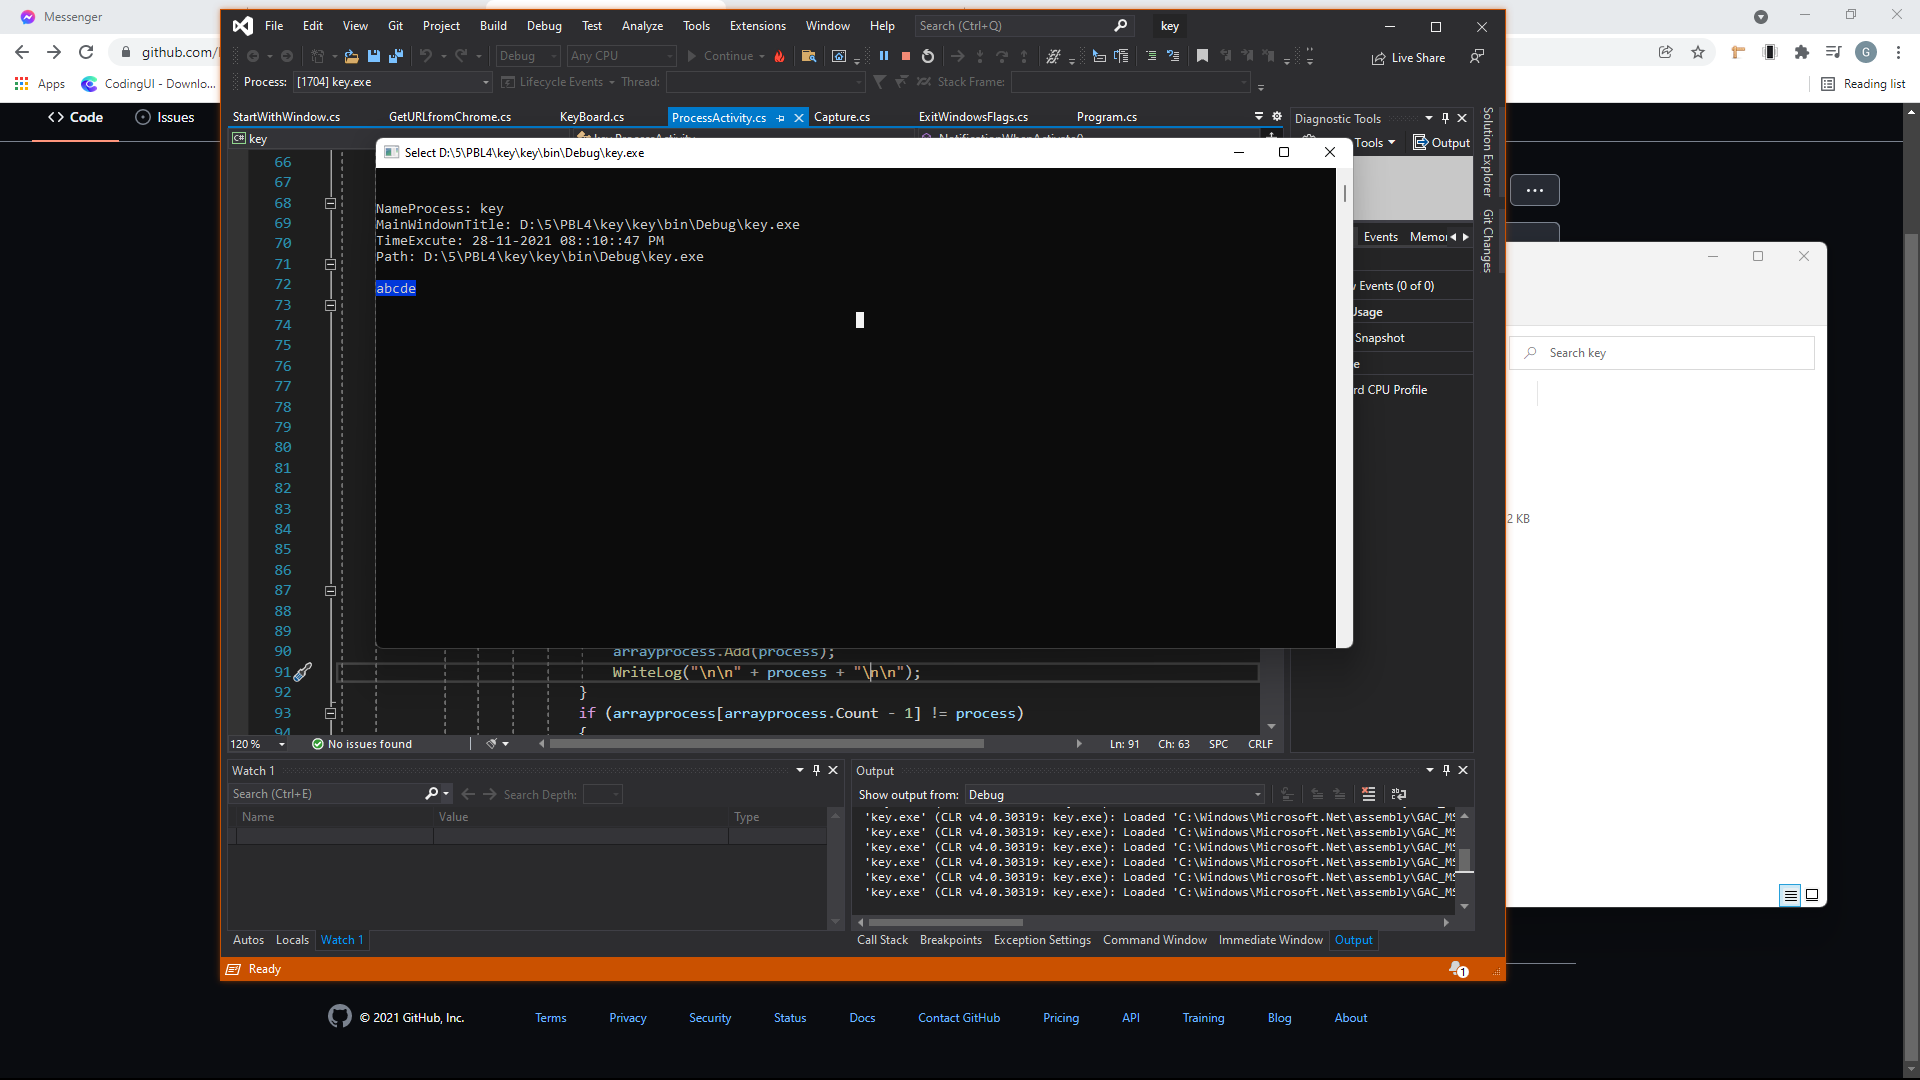 Messenger
github.com/
Apps
CodingUI - Downlo...
Reading list
G
<> Code
Issues
File Edit View Git Project Build Debug Test Analyze Tools Extensions Window Help Search (Ctrl+Q) key
Debug Any CPU Continue Live Share
Process: [1704] key.exe Lifecycle Events Thread: Stack Frame:
StartWithWindow.cs GetURLfromChrome.cs KeyBoard.cs ProcessActivity.cs Capture.cs ExitWindowsFlags.cs Program.cs
C# key
Select D:\5\PBL4\key\key\bin\Debug\key.exe
NameProcess: key
MainWindownTitle: D:\5\PBL4\key\key\bin\Debug\key.exe
TimeExcute: 28-11-2021 08::10::47 PM
Path: D:\5\PBL4\key\key\bin\Debug\key.exe
abcde
66
67
68
69
70
71
72
73
74
75
76
77
78
79
80
81
82
83
84
85
86
87
88
89
90 arrayprocess.Add(process);
91 WriteLog("\n\n" + process + "\n\n");
92 }
93 if (arrayprocess[arrayprocess.Count - 1] != process)
94 {
120 % No issues found Ln: 91 Ch: 63 SPC CRLF
Diagnostic Tools
Tools Output
Events Memor
Events (0 of 0)
Usage
Snapshot
rd CPU Profile
Solution Explorer
Git Changes
Search key
2 KB
Watch 1
Search (Ctrl+E) Search Depth:
Name Value Type
Autos Locals Watch 1
Output
Show output from: Debug
'key.exe' (CLR v4.0.30319: key.exe): Loaded 'C:\Windows\Microsoft.Net\assembly\GAC_MS
'key.exe' (CLR v4.0.30319: key.exe): Loaded 'C:\Windows\Microsoft.Net\assembly\GAC_MS
'key.exe' (CLR v4.0.30319: key.exe): Loaded 'C:\Windows\Microsoft.Net\assembly\GAC_MS
'key.exe' (CLR v4.0.30319: key.exe): Loaded 'C:\Windows\Microsoft.Net\assembly\GAC_MS
'key.exe' (CLR v4.0.30319: key.exe): Loaded 'C:\Windows\Microsoft.Net\assembly\GAC_MS
'key.exe' (CLR v4.0.30319: key.exe): Loaded 'C:\Windows\Microsoft.Net\assembly\GAC_MS
Call Stack Breakpoints Exception Settings Command Window Immediate Window Output
Ready
1
© 2021 GitHub, Inc. Terms Privacy Security Status Docs Contact GitHub Pricing API Training Blog About